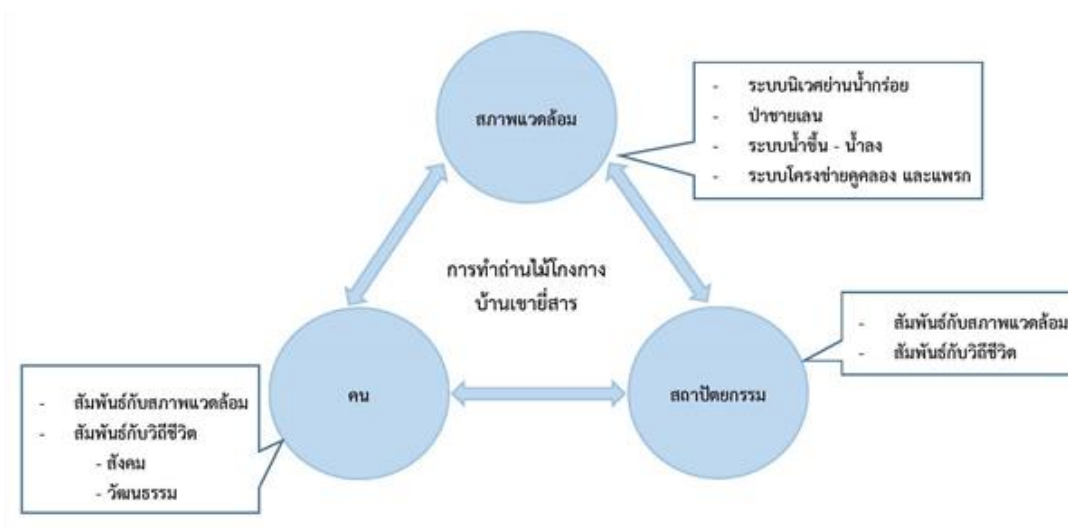 สภาพแวดล้อม
- ระบบนิเวศย่านน้ำกร่อย
- ป่าชายเลน
- ระบบน้ำขึ้น - น้ำลง
- ระบบโครงข่ายคูคลอง และแพรก
การทำถ่านไม้โกงกาง
บ้านเขายี่สาร
คน
- สัมพันธ์กับสภาพแวดล้อม
- สัมพันธ์กับวิถีชีวิต
- สังคม
- วัฒนธรรม
สถาปัตยกรรม
- สัมพันธ์กับสภาพแวดล้อม
- สัมพันธ์กับวิถีชีวิต